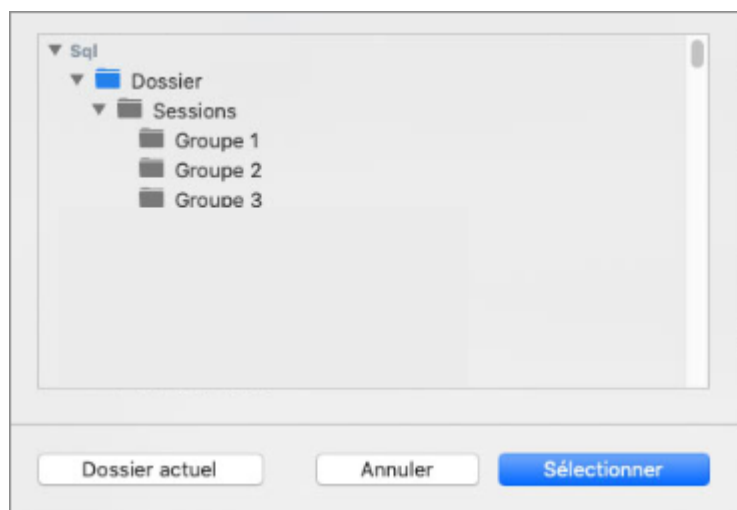 Sql
Dossier
Sessions
Groupe 1
Groupe 2
Groupe 3
Dossier actuel
Annuler
Sélectionner